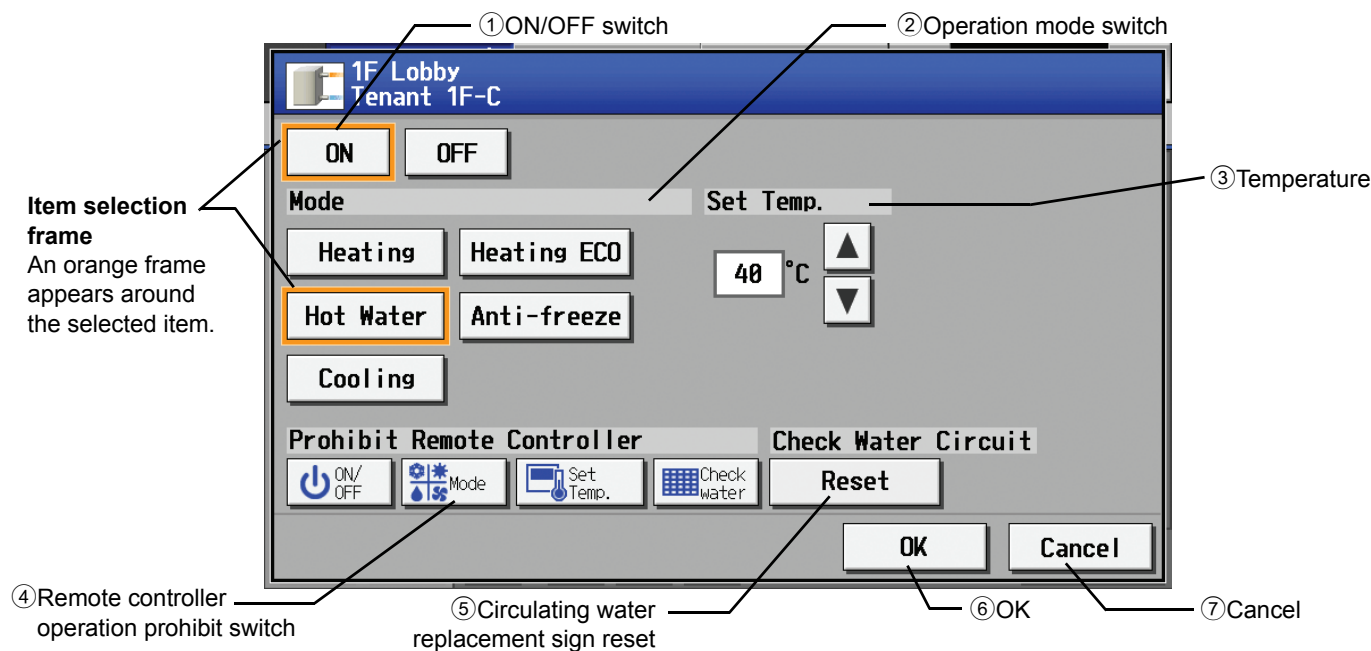 ①ON/OFF switch
②Operation mode switch
1F Lobby
Tenant 1F-C
ON
OFF
③Temperature
Item selection
frame
An orange frame
appears around
the selected item.
Mode
Set Temp.
Heating
Heating ECO
40 °C
Hot Water
Anti-freeze
Cooling
Prohibit Remote Controller
Check Water Circuit
ON/
OFF
Mode
Set
Temp.
Check
water
Reset
OK
Cancel
④Remote controller
operation prohibit switch
⑤Circulating water
replacement sign reset
⑥OK
⑦Cancel